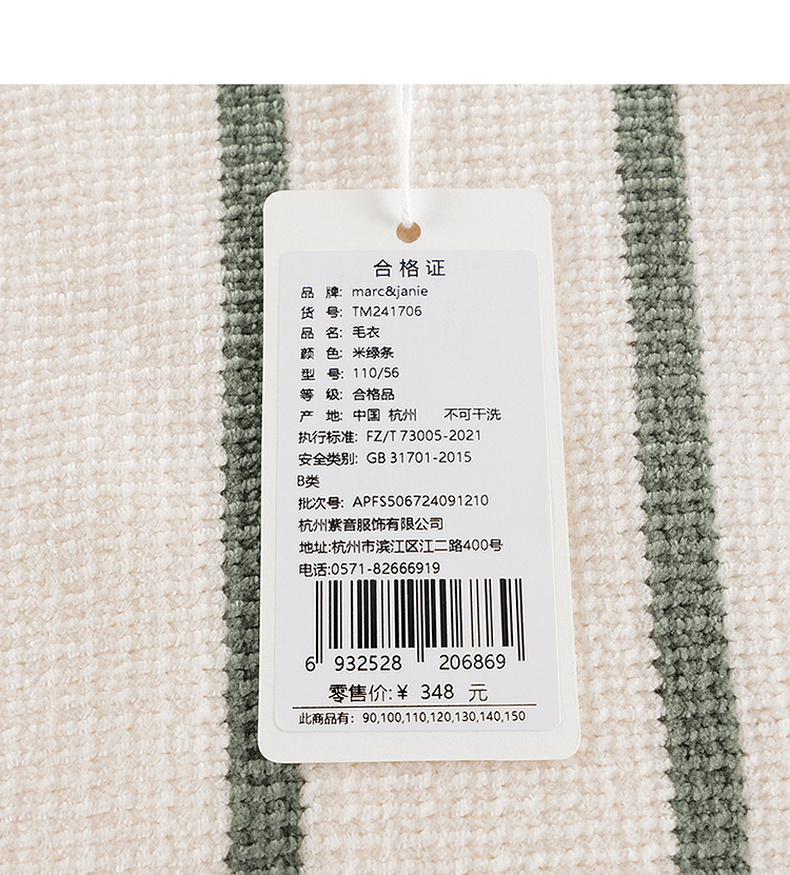 合格证
品 牌: marc&janie
货 号: TM241706
品 名: 毛衣
颜 色: 米绿条
型 号: 110/56
等 级: 合格品
产 地: 中国 杭州 不可干洗
执行标准: FZ/T 73005-2021
安全类别: GB 31701-2015
B类
批次号: APFS506724091210
杭州紫音服饰有限公司
地址:杭州市滨江区江二路400号
电话:0571-82666919
6 932528 206869
零售价:¥ 348 元
此商品有: 90,100,110,120,130,140,150